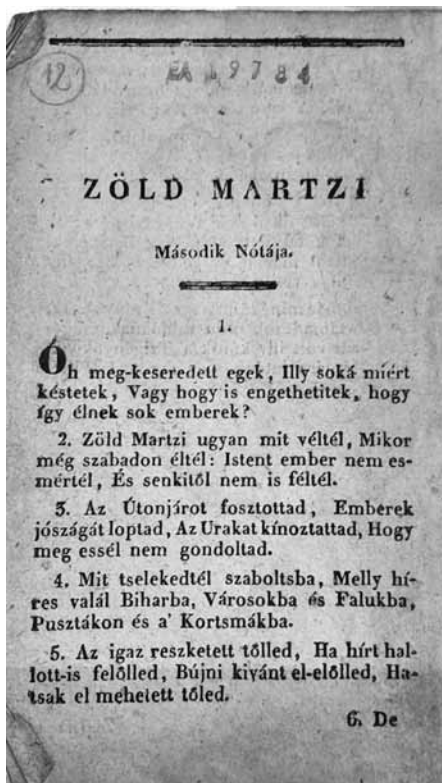 12
EA 19784
ZÖLD MARTZI
Második Nótája.
1.
Óh meg-keseredett egek, Illy soká miért
késtetek, Vagy hogy is engethetitek, hogy
így élnek sok emberek?
2. Zöld Martzi ugyan mit véltél, Mikor
még szabadon éltél: Istent ember nem es-
mértél, És senkitől nem is féltél.
3. Az Útonjárot fosztottad, Emberek
jószágát loptad, Az Urakat kínoztattad, Hogy
meg essél nem gondoltad.
4. Mit tselekedtél szaboltsba, Melly hí-
res valál Biharba, Városokba és Falukba,
Pusztákon és a' Kortsmákba.
5. Az igaz reszketett tőlled, Ha hírt hal-
lott-is felőlled, Bújni kivánt el-előlled, Ha-
tsak el mehetett tőled.
6. De